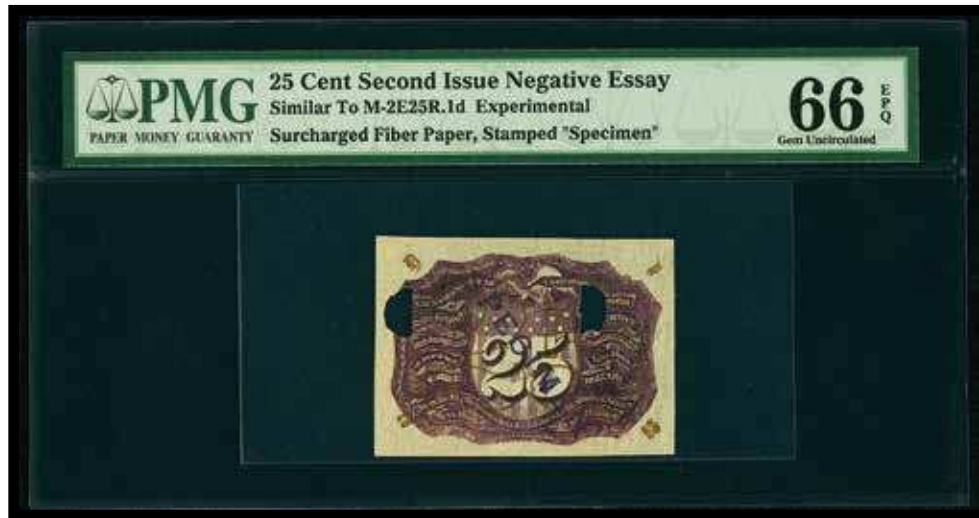 PMG
PAPER MONEY GUARANTY
25 Cent Second Issue Negative Essay
Similar To M-2E25R.1d Experimental
Surcharged Fiber Paper, Stamped "Specimen"
66 EPQ
Gem Uncirculated
25